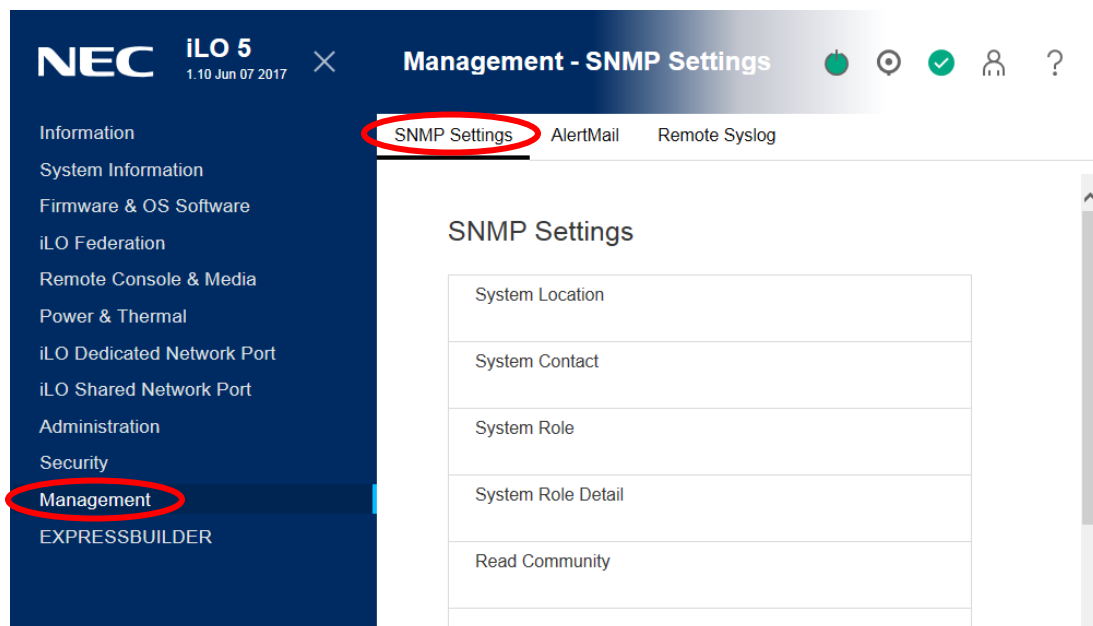 NEC
iLO 5
1.10 Jun 07 2017
Management - SNMP Settings
?
Information
System Information
Firmware & OS Software
iLO Federation
Remote Console & Media
Power & Thermal
iLO Dedicated Network Port
iLO Shared Network Port
Administration
Security
Management
EXPRESSBUILDER
SNMP Settings AlertMail Remote Syslog
SNMP Settings
System Location
System Contact
System Role
System Role Detail
Read Community